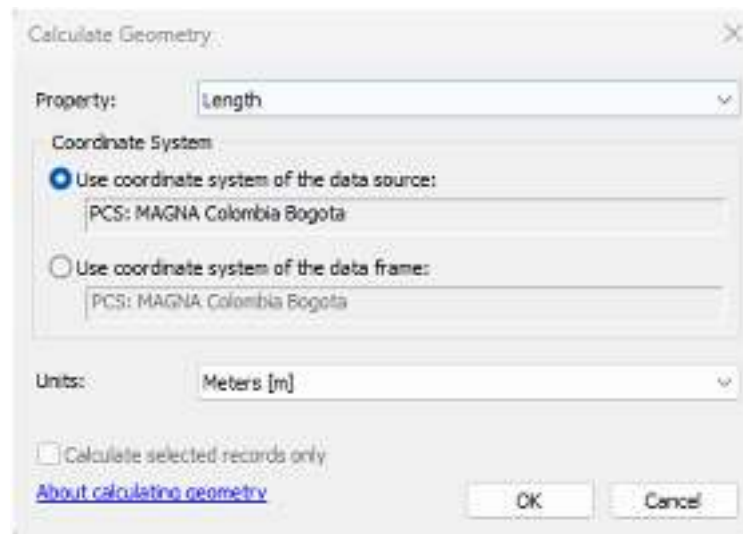 Calculate Geometry
Property: Length
Coordinate System
Use coordinate system of the data source:
PCS: MAGNA Colombia Bogota
Use coordinate system of the data frame:
PCS: MAGNA Colombia Bogota
Units: Meters [m]
Calculate selected records only
About calculating geometry OK Cancel